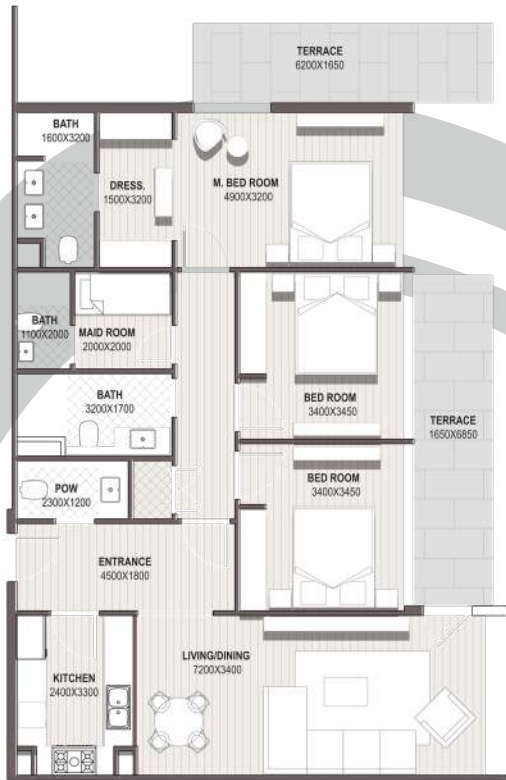 TERRACE
6200X1650
BATH
1600X3200
DRESS.
1500X3200
M. BED ROOM
4900X3200
BATH
1100X2000
MAID ROOM
2000X2000
BATH
3200X1700
BED ROOM
3400X3450
TERRACE
1650X6850
BED ROOM
3400X3450
POW
2300X1200
ENTRANCE
4500X1800
LIVING/DINING
7200X3400
KITCHEN
2400X3300